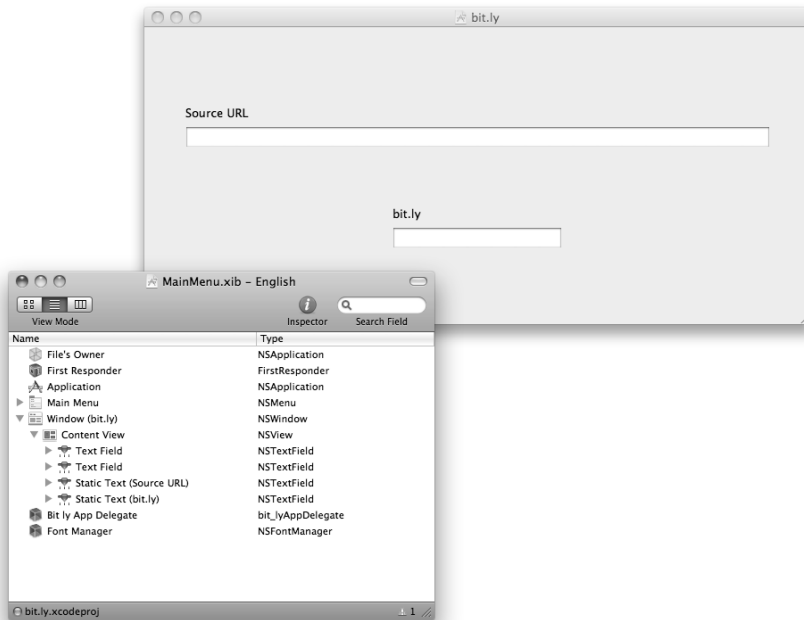 bit.ly
Source URL
bit.ly
MainMenu.xib – English
View Mode
Inspector
Search Field
Name Type
File's Owner NSApplication
First Responder FirstResponder
Application NSApplication
Main Menu NSMenu
Window (bit.ly) NSWindow
Content View NSView
Text Field NSTextField
Text Field NSTextField
Static Text (Source URL) NSTextField
Static Text (bit.ly) NSTextField
Bit ly App Delegate bit_lyAppDelegate
Font Manager NSFontManager
bit.ly.xcodeproj 1